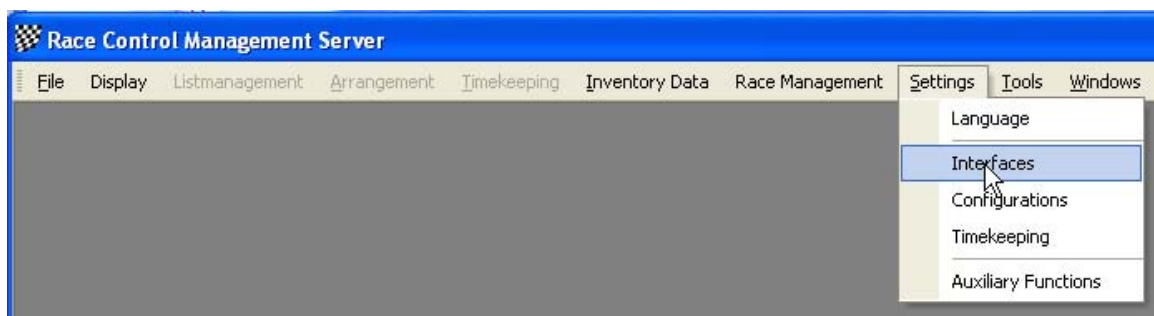 Race Control Management Server
File Display Listmanagement Arrangement Timekeeping Inventory Data Race Management Settings Tools Windows
Language
Interfaces
Configurations
Timekeeping
Auxiliary Functions